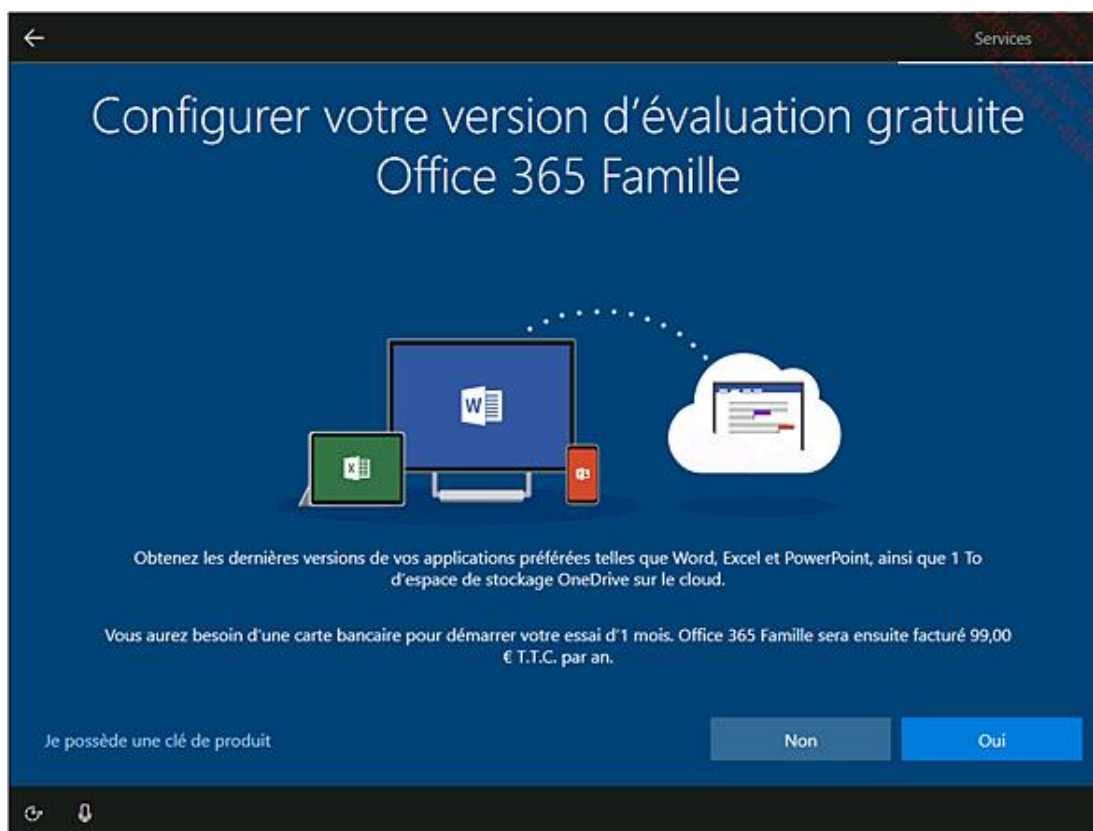 Services
Configurer votre version d'évaluation gratuite
Office 365 Famille
W
X
Obtenez les dernières versions de vos applications préférées telles que Word, Excel et PowerPoint, ainsi que 1 To
d'espace de stockage OneDrive sur le cloud.
Vous aurez besoin d'une carte bancaire pour démarrer votre essai d'1 mois. Office 365 Famille sera ensuite facturé 99,00
€ T.T.C. par an.
Je possède une clé de produit
Non
Oui